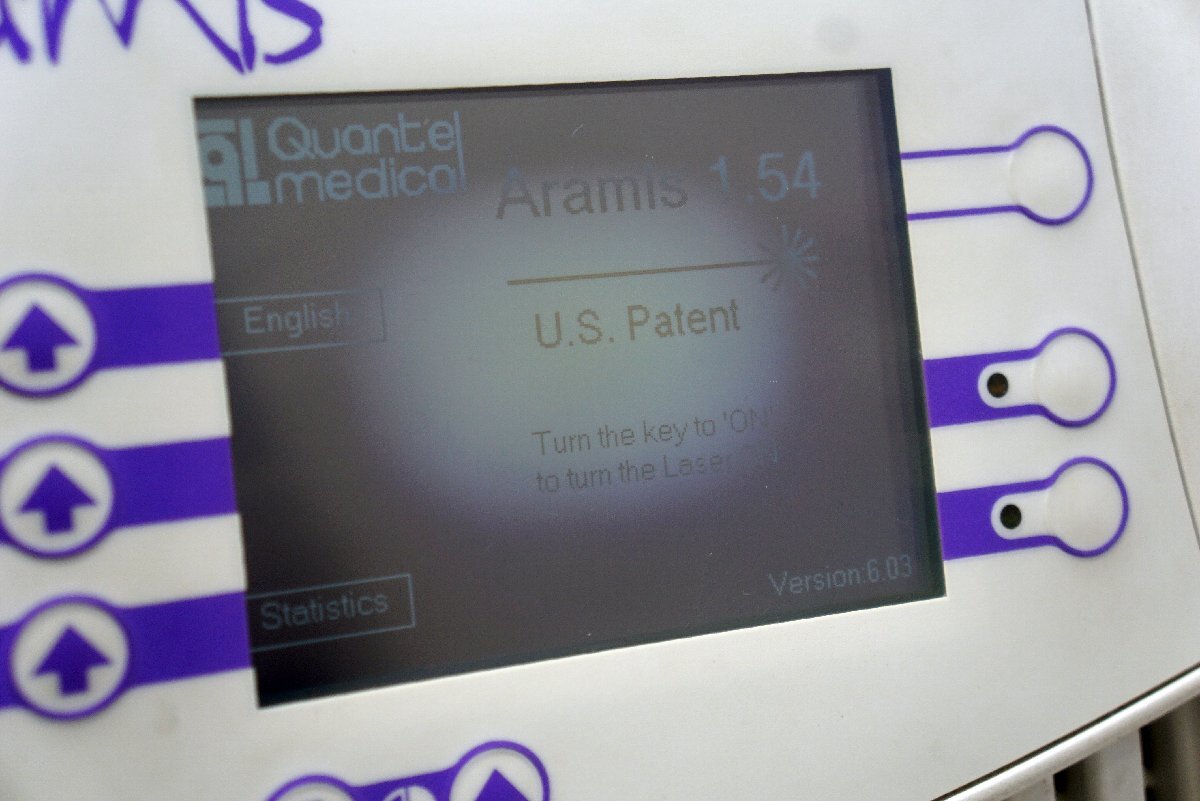 Quantel
medical
Aramis 1.54
English
U.S. Patent
Turn the key to 'ON'
to turn the Laser
Statistics
Version:6.03